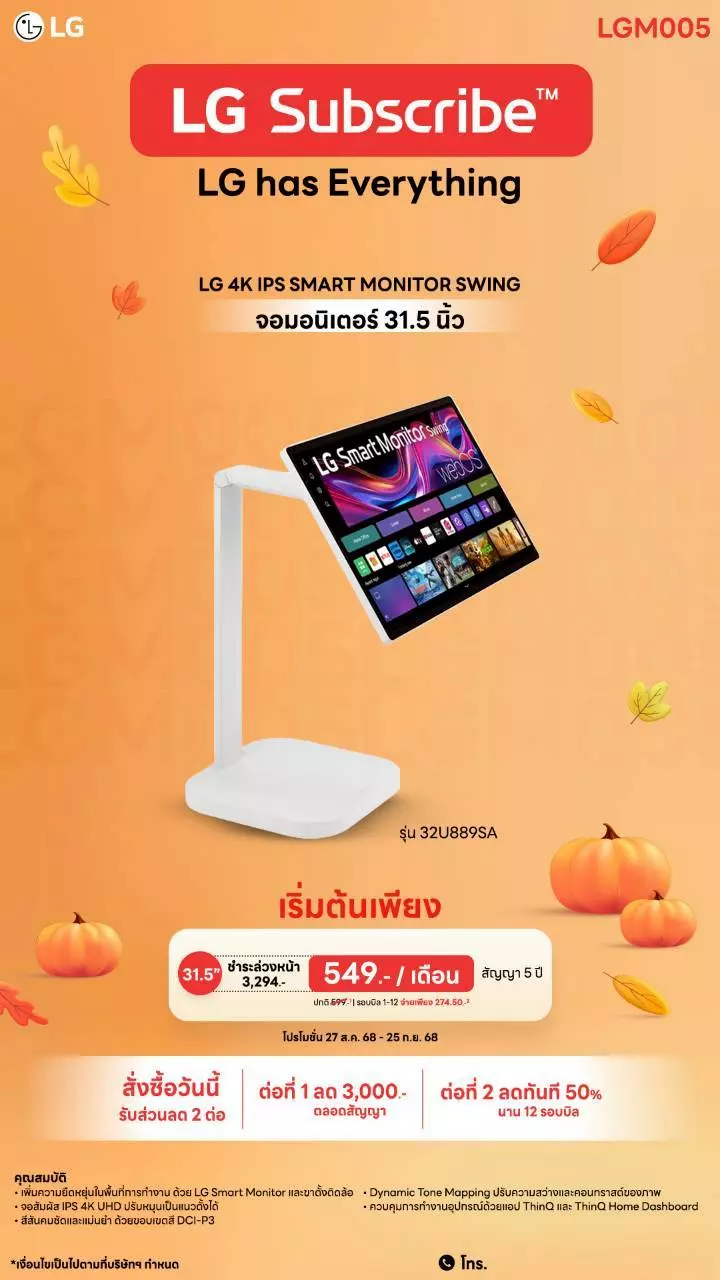 LG
LGM005
LG Subscribe™
LG has Everything
LG 4K IPS SMART MONITOR SWING
จอมอนิเตอร์ 31.5 นิ้ว
LG Smart Monitor Swing
webOS
รุ่น 32U889SA
เริ่มต้นเพียง
31.5” ชำระล่วงหน้า 3,294.- 549.- / เดือน สัญญา 5 ปี
ปกติ 599.-¹ | รอบบิล 1-12 จ่ายเพียง 274.50.-²
โปรโมชั่น 27 ส.ค. 68 - 25 ก.ย. 68
สั่งซื้อวันนี้
รับส่วนลด 2 ต่อ
ต่อที่ 1 ลด 3,000.-
ตลอดสัญญา
ต่อที่ 2 ลดทันที 50%
นาน 12 รอบบิล
คุณสมบัติ
• เพิ่มความยืดหยุ่นในพื้นที่การทำงาน ด้วย LG Smart Monitor และขาตั้งติดล้อ
• จอสัมผัส IPS 4K UHD ปรับหมุนเป็นแนวตั้งได้
• สีสันคมชัดและแม่นยำ ด้วยขอบเขตสี DCI-P3
• Dynamic Tone Mapping ปรับความสว่างและคอนทราสต์ของภาพ
• ควบคุมการทำงานอุปกรณ์ด้วยแอป ThinQ และ ThinQ Home Dashboard
*เงื่อนไขเป็นไปตามที่บริษัทฯ กำหนด
โทร.